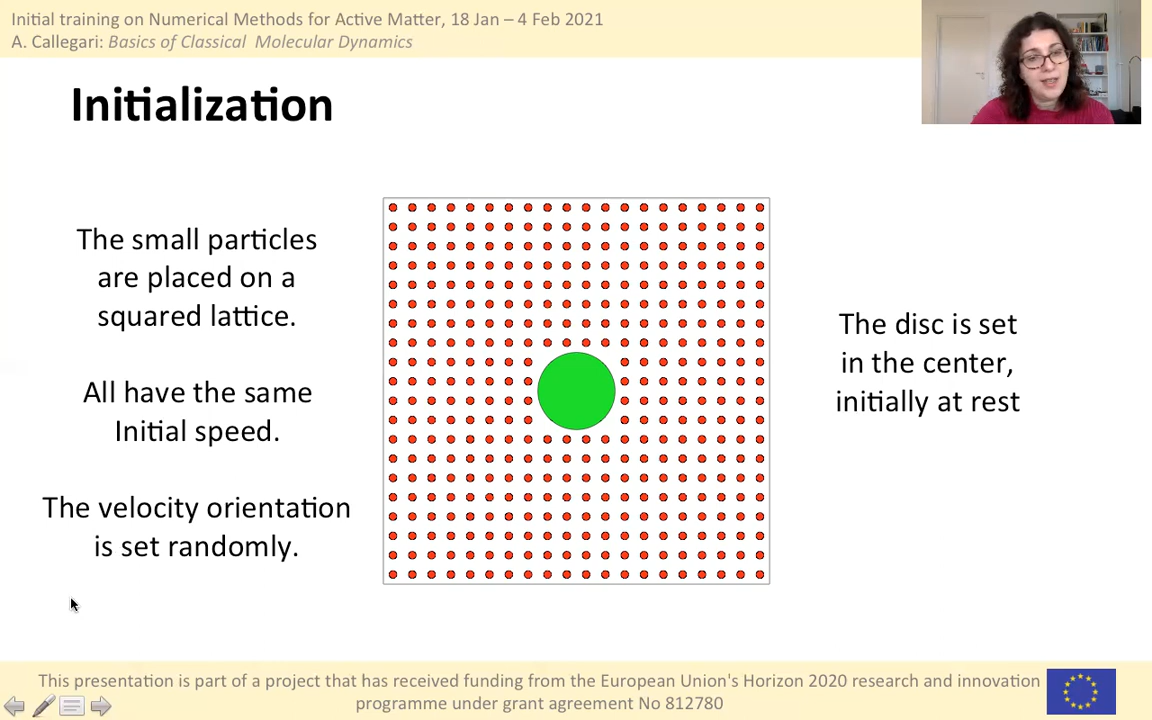 Initial training on Numerical Methods for Active Matter, 18 Jan – 4 Feb 2021
A. Callegari: Basics of Classical Molecular Dynamics
Initialization
The small particles
are placed on a
squared lattice.
All have the same
Initial speed.
The velocity orientation
is set randomly.
The disc is set
in the center,
initially at rest
This presentation is part of a project that has received funding from the European Union's Horizon 2020 research and innovation
programme under grant agreement No 812780